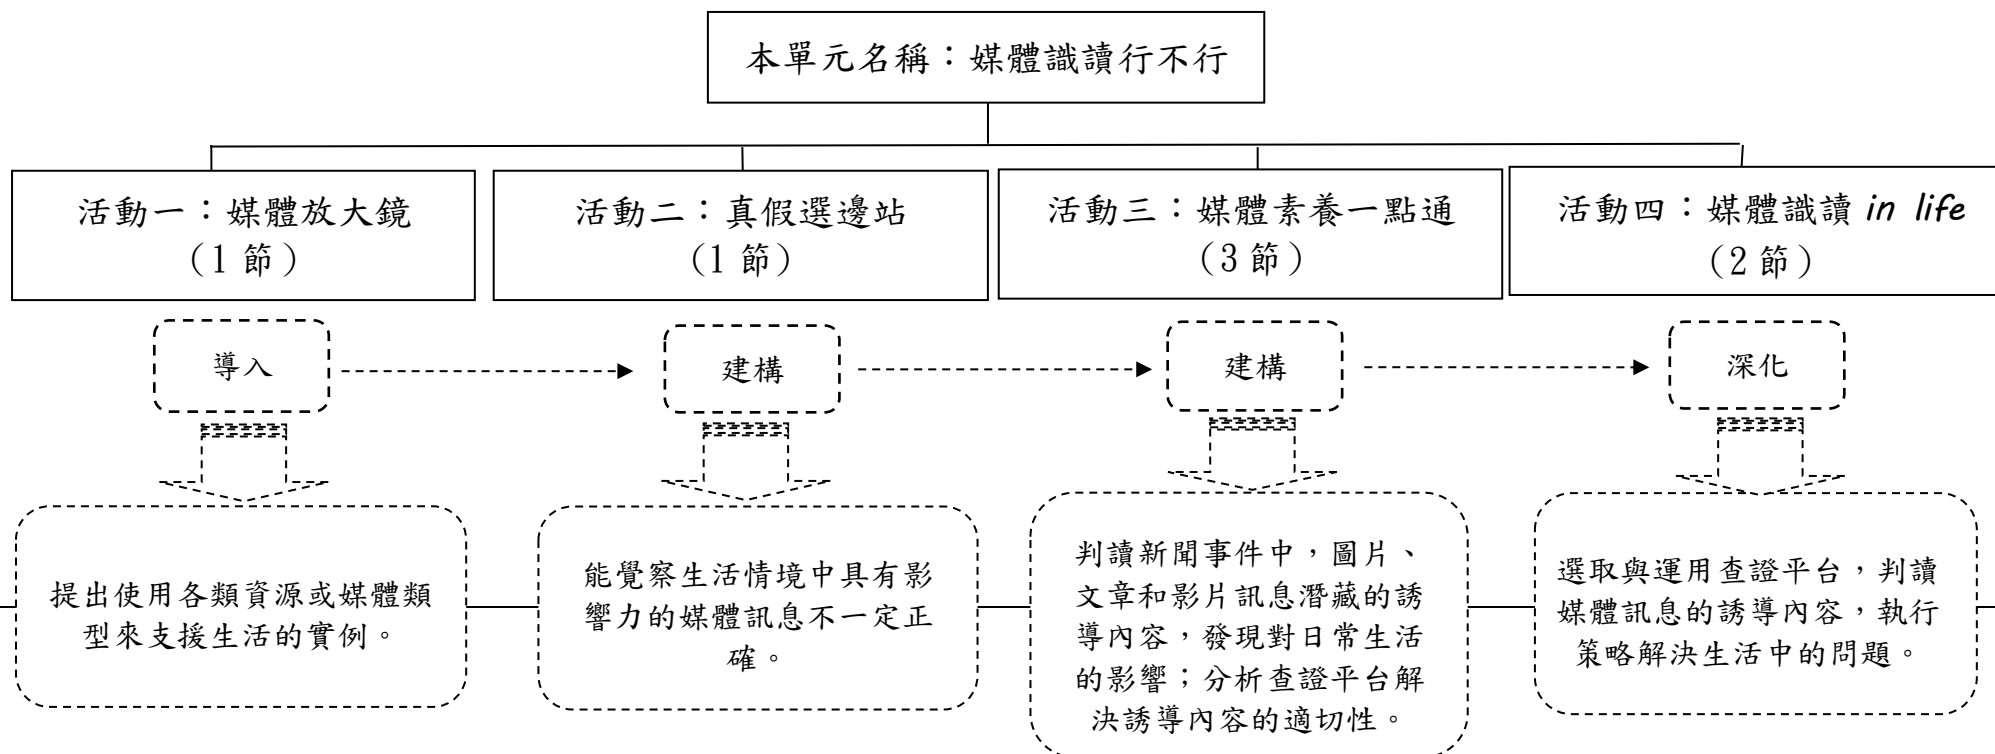 本單元名稱：媒體識讀行不行
活動一：媒體放大鏡
（1 節）
活動二：真假選邊站
（1 節）
活動三：媒體素養一點通
（3 節）
活動四：媒體識讀 in life
（2 節）
導入
建構
建構
深化
提出使用各類資源或媒體類
型來支援生活的實例。
能覺察生活情境中具有影
響力的媒體訊息不一定正
確。
判讀新聞事件中，圖片、
文章和影片訊息潛藏的誘
導內容，發現對日常生活
的影響；分析查證平台解
決誘導內容的適切性。
選取與運用查證平台，判讀
媒體訊息的誘導內容，執行
策略解決生活中的問題。